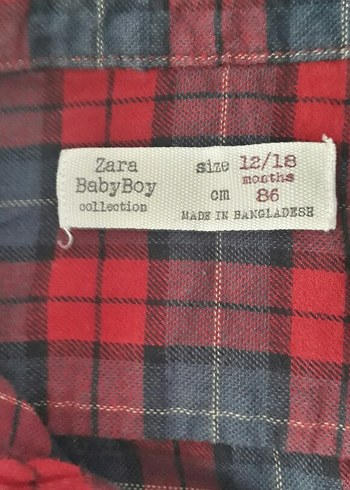 Zara
BabyBoy
collection
size 12/18
months
cm 86
MADE IN BANGLADESH